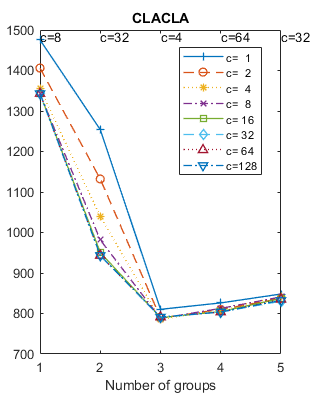 CLACLA
c=8 c=32 c=4 c=64 c=32
1500
1400
1300
1200
1100
1000
900
800
700
c= 1
c= 2
c= 4
c= 8
c= 16
c= 32
c= 64
c=128
1 2 3 4 5
Number of groups